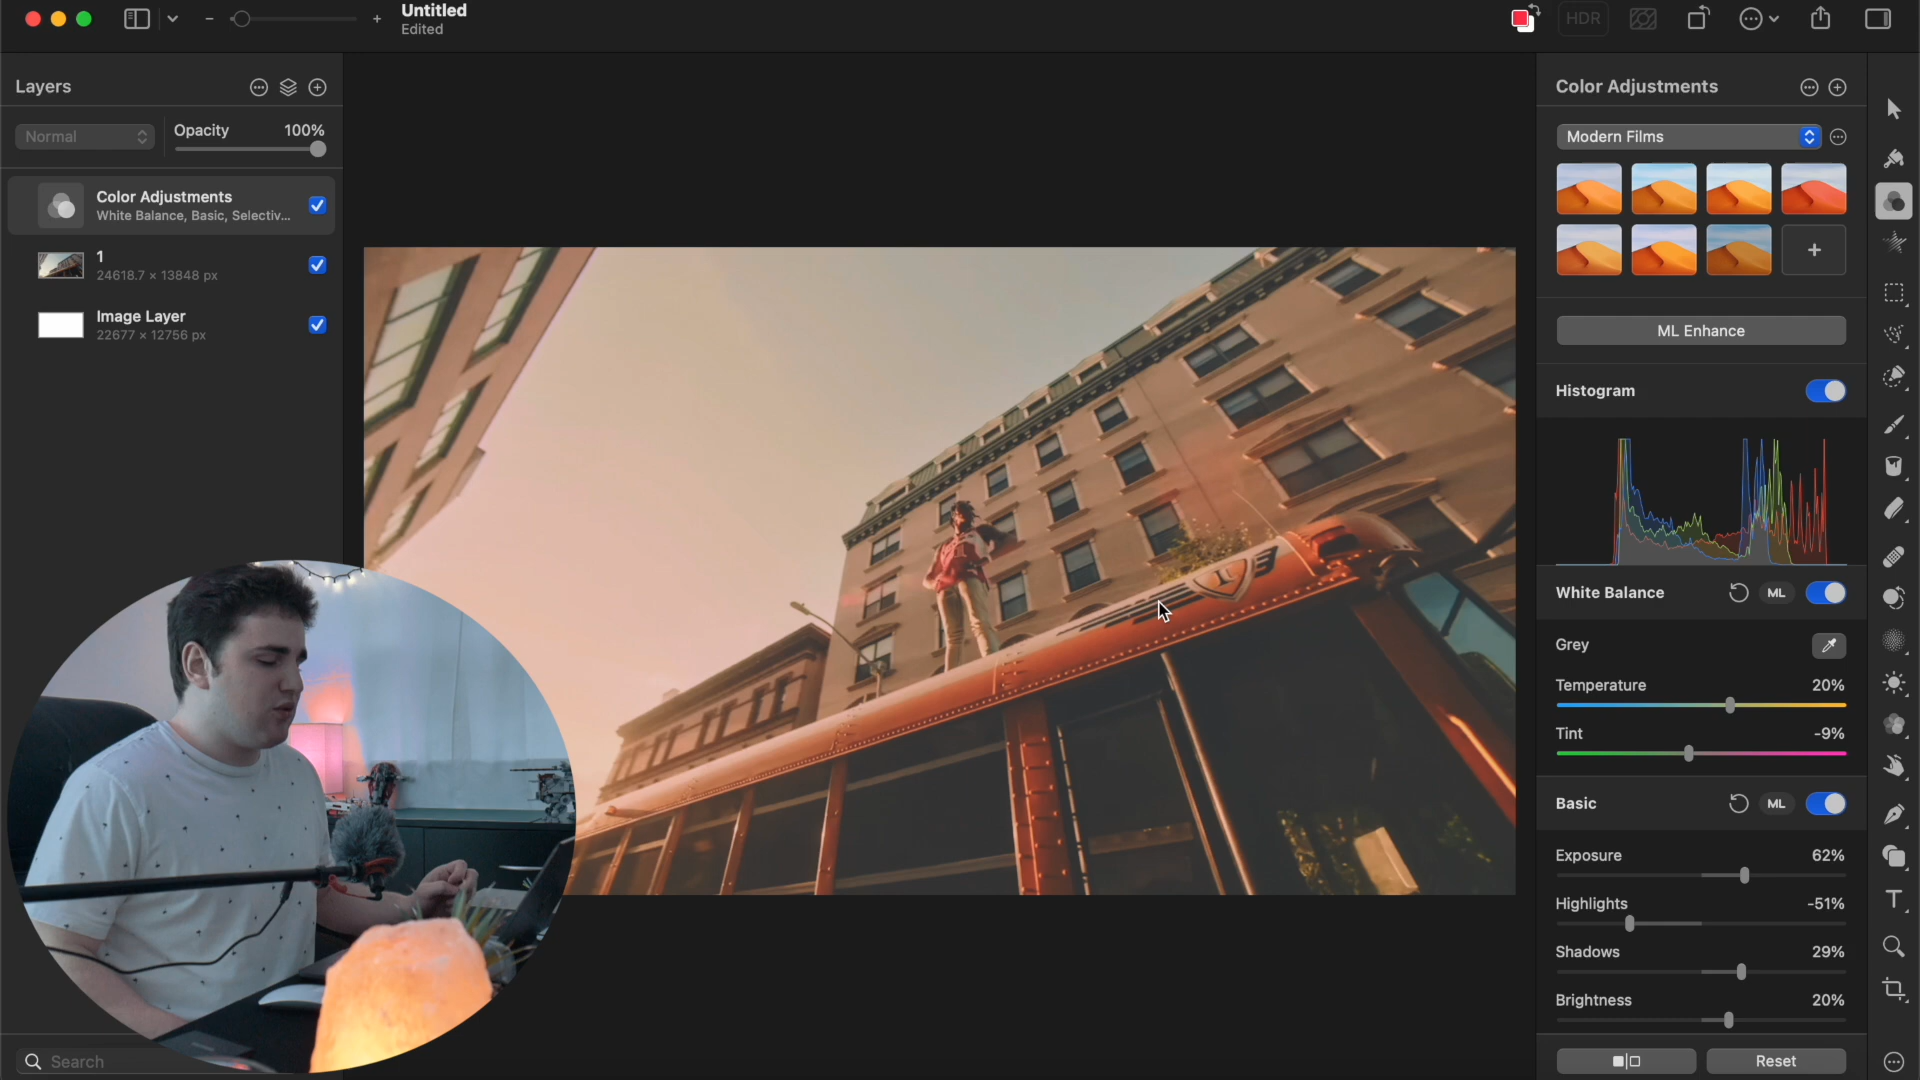 Untitled
Edited
HDR
Layers
Normal
Opacity 100%
Color Adjustments
White Balance, Basic, Selectiv...
1
24618.7 × 13848 px
Image Layer
22677 × 12756 px
Search
Color Adjustments
Modern Films
ML Enhance
Histogram
White Balance ML
Grey
Temperature 20%
Tint -9%
Basic ML
Exposure 62%
Highlights -51%
Shadows 29%
Brightness 20%
Reset